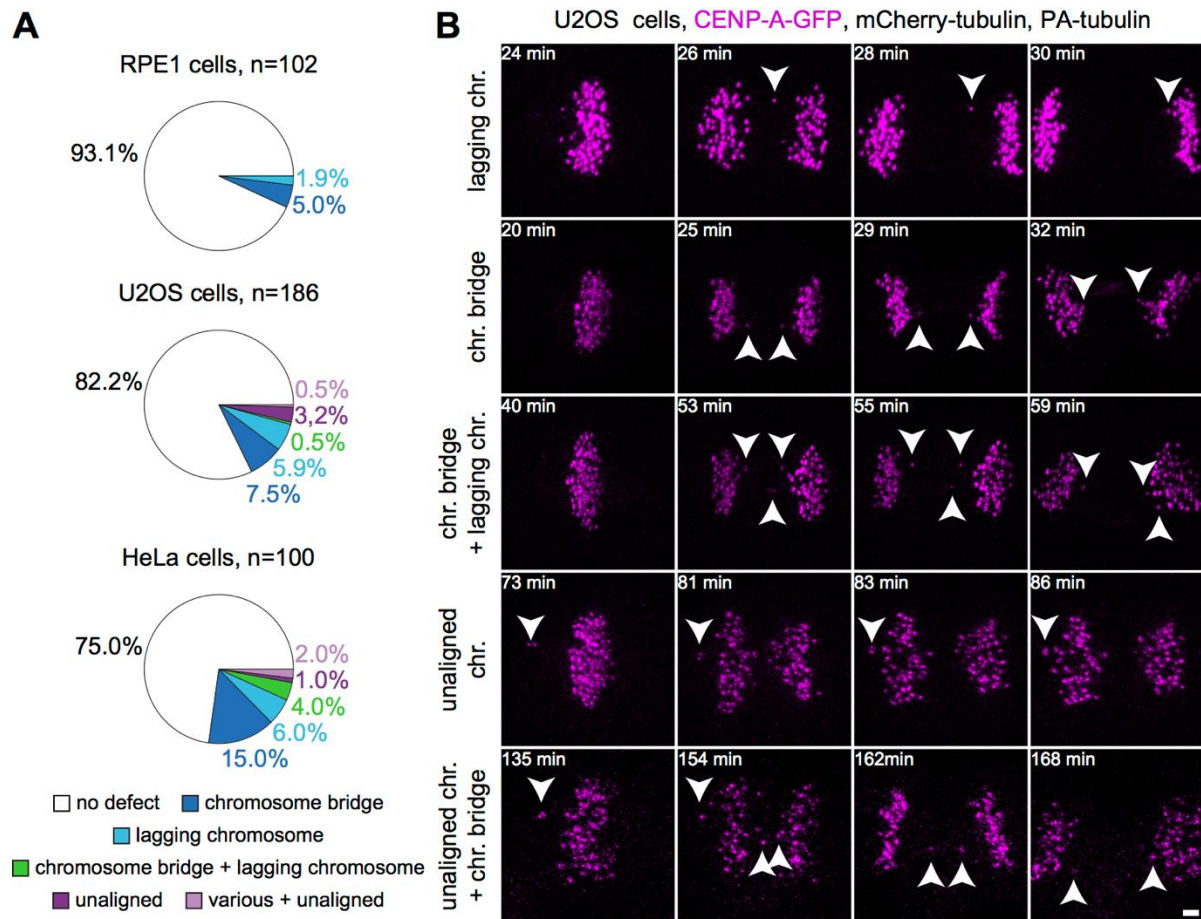 A
RPE1 cells, n=102
93.1%
1.9%
5.0%
U2OS cells, n=186
82.2%
0.5%
3,2%
0.5%
5.9%
7.5%
HeLa cells, n=100
75.0%
2.0%
1.0%
4.0%
6.0%
15.0%
no defect chromosome bridge
lagging chromosome
chromosome bridge + lagging chromosome
unaligned various + unaligned
B
U2OS cells, CENP-A-GFP, mCherry-tubulin, PA-tubulin
lagging chr.
24 min 26 min 28 min 30 min
chr. bridge
20 min 25 min 29 min 32 min
chr. bridge
+ lagging chr.
40 min 53 min 55 min 59 min
unaligned
chr.
73 min 81 min 83 min 86 min
unaligned chr.
+ chr. bridge
135 min 154 min 162min 168 min